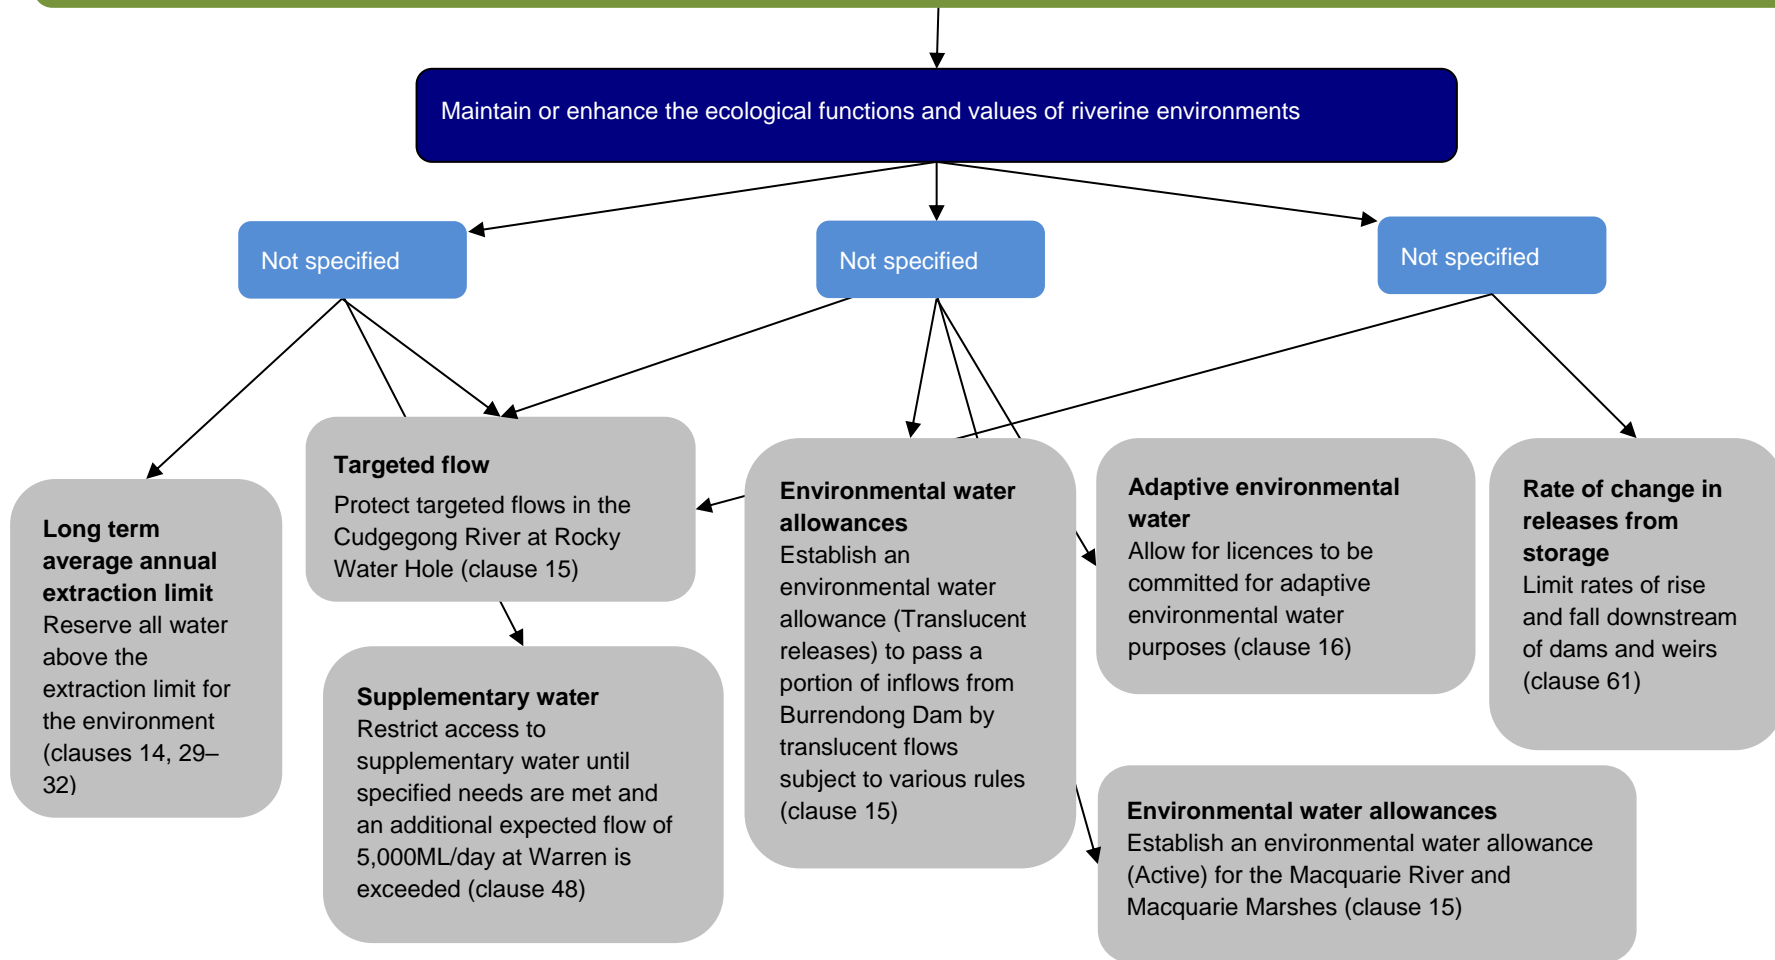 Maintain or enhance the ecological functions and values of riverine environments
Not specified
Not specified
Not specified
Long term
average annual
extraction limit
Reserve all water
above the
extraction limit for
the environment
(clauses 14, 29–
32)
Targeted flow
Protect targeted flows in the
Cudgegong River at Rocky
Water Hole (clause 15)
Supplementary water
Restrict access to
supplementary water until
specified needs are met and
an additional expected flow of
5,000ML/day at Warren is
exceeded (clause 48)
Environmental water
allowances
Establish an
environmental water
allowance (Translucent
releases) to pass a
portion of inflows from
Burrendong Dam by
translucent flows
subject to various rules
(clause 15)
Adaptive environmental
water
Allow for licences to be
committed for adaptive
environmental water
purposes (clause 16)
Environmental water allowances
Establish an environmental water allowance
(Active) for the Macquarie River and
Macquarie Marshes (clause 15)
Rate of change in
releases from
storage
Limit rates of rise
and fall downstream
of dams and weirs
(clause 61)